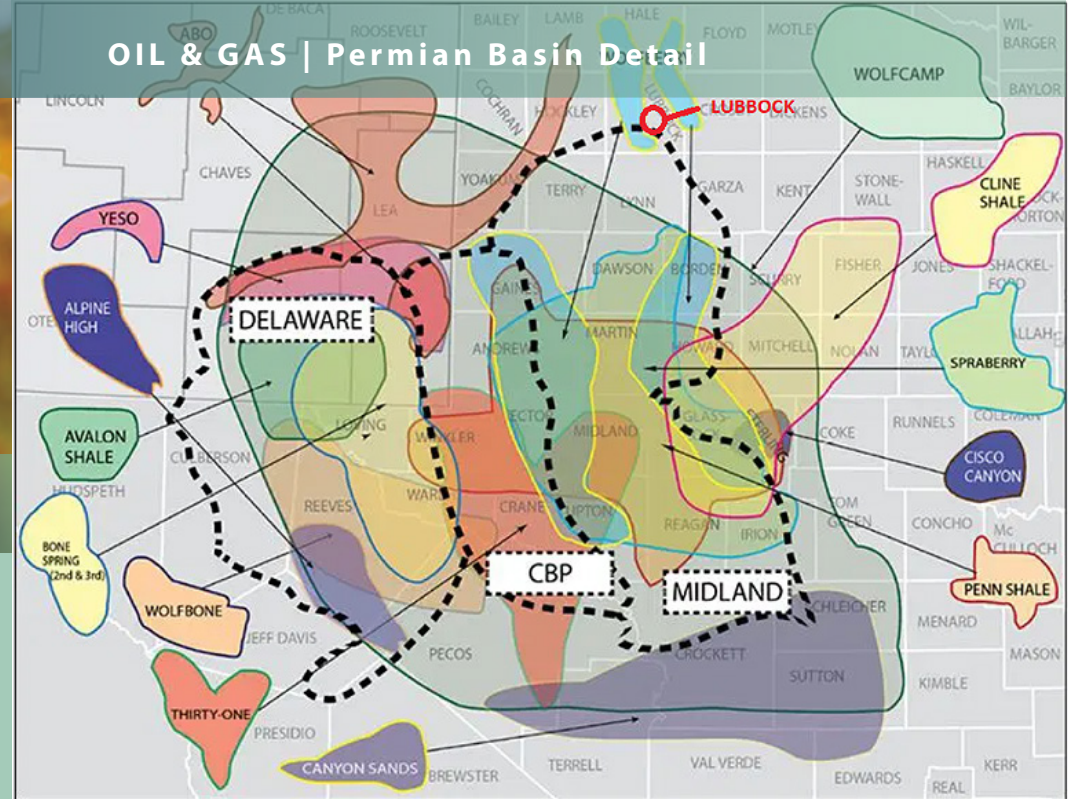 DE BACA
HALE
BAILEY
LAMB
ROOSEVELT
FLOYD
MOTLEY
WIL-
BARGER
ABO
OIL & GAS | Permian Basin Detail
WOLFCAMP
BAYLOR
LINCOLN
COCHRAN
HOCKLEY
LUBBOCK
LUBBOCK
DICKENS
CHAVES
YOAKUM
TERRY
LYNN
GARZA
KENT
STONE-
WALL
HASKELL
CLINE
SHALE
LEA
YESO
DAWSON
BORDEN
SCURRY
FISHER
JONES
SHACKEL-
FORD
GAINES
ALPINE
HIGH
DELAWARE
ANDREWS
MARTIN
HOWARD
MITCHELL
NOLAN
SPRABERRY
LOVING
WINKLER
ECTOR
MIDLAND
GLASS-
STERLING
COKE
RUNNELS
COLEMAN
AVALON
SHALE
CULBERSON
HUDSPETH
CISCO
CANYON
REEVES
WARD
CRANE
UPTON
REAGAN
IRION
TOM
GREEN
CONCHO
Mc
CULLOCH
BONE
SPRING
(2nd & 3rd)
CBP
MIDLAND
PENN SHALE
WOLFBONE
SCHLEICHER
MENARD
JEFF DAVIS
PECOS
CROCKETT
SUTTON
KIMBLE
MASON
THIRTY-ONE
PRESIDIO
CANYON SANDS
BREWSTER
TERRELL
VAL VERDE
EDWARDS
KERR
REAL